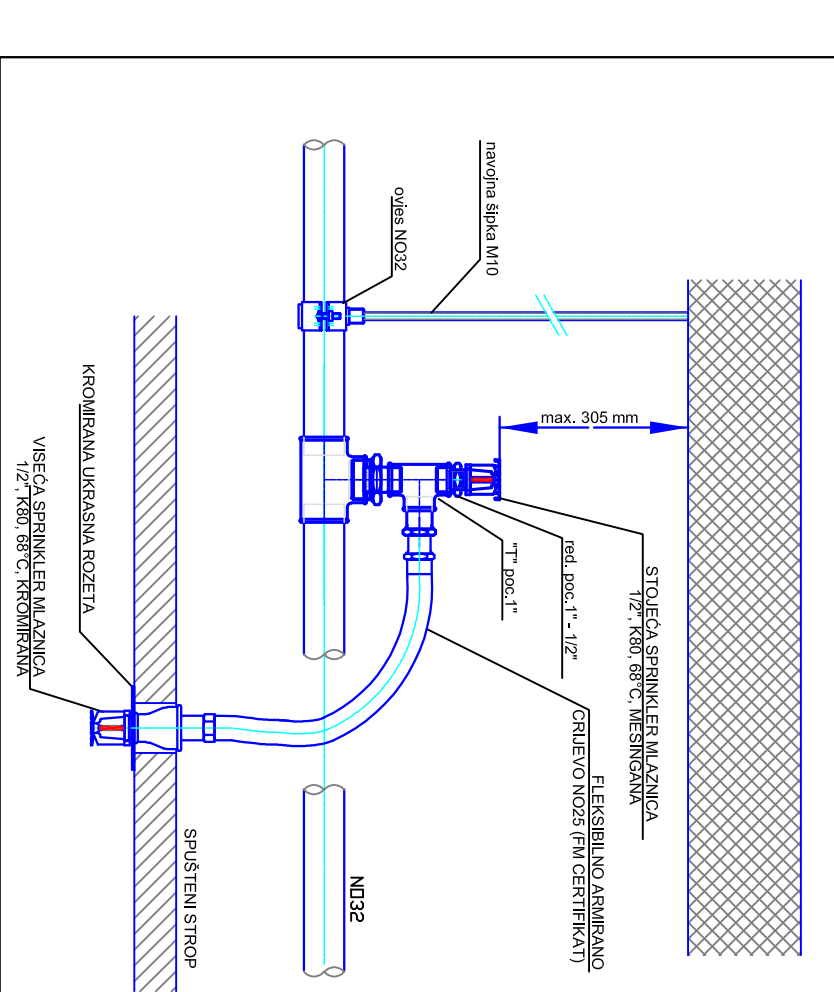 navojna šipka M10
ovjes NO32
max. 305 mm
STOJEĆA SPRINKLER MLAZNICA
1/2", K80, 68°C, MESINGANA
red. poc.1" - 1/2"
"T" poc.1"
FLEKSIBILNO ARMIRANO
CRIJEVO NO25 (FM CERTIFIKAT)
NO32
SPUŠTENI STROP
KROMIRANA UKRASNA ROZETA
VISEĆA SPRINKLER MLAZNICA
1/2", K80, 68°C, KROMIRANA